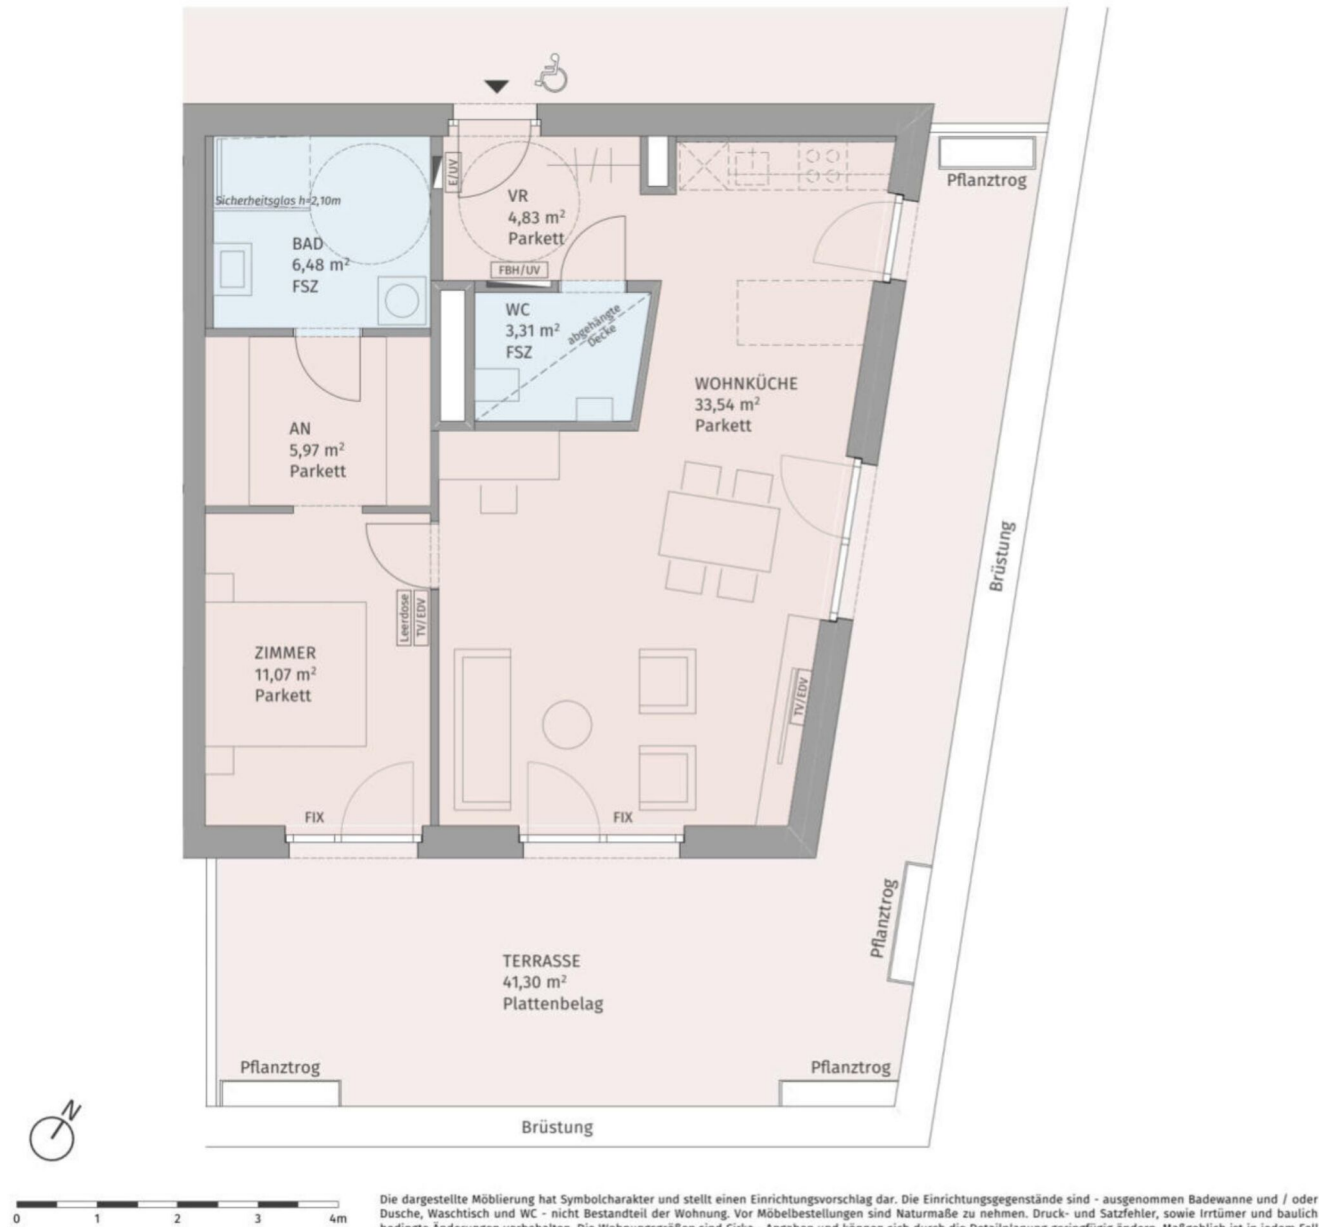 Pflanztrog
E/UV
VR
4,83 m²
Parkett
FBH/UV
Sicherheitsglas h=2,10m
BAD
6,48 m²
FSZ
WC
3,31 m²
FSZ
abgehängte
Decke
WOHNKÜCHE
33,54 m²
Parkett
AN
5,97 m²
Parkett
Brüstung
Leerdose
TV/EDV
ZIMMER
11,07 m²
Parkett
TV/EDV
FIX
FIX
Pflanztrog
TERRASSE
41,30 m²
Plattenbelag
Pflanztrog
Pflanztrog
Brüstung
N
0 1 2 3 4m
Die dargestellte Möblierung hat Symbolcharakter und stellt einen Einrichtungsvorschlag dar. Die Einrichtungsgegenstände sind - ausgenommen Badewanne und / oder
Dusche, Waschtisch und WC - nicht Bestandteil der Wohnung. Vor Möbelbestellungen sind Naturmaße zu nehmen. Druck- und Satzfehler, sowie Irrtümer und baulich